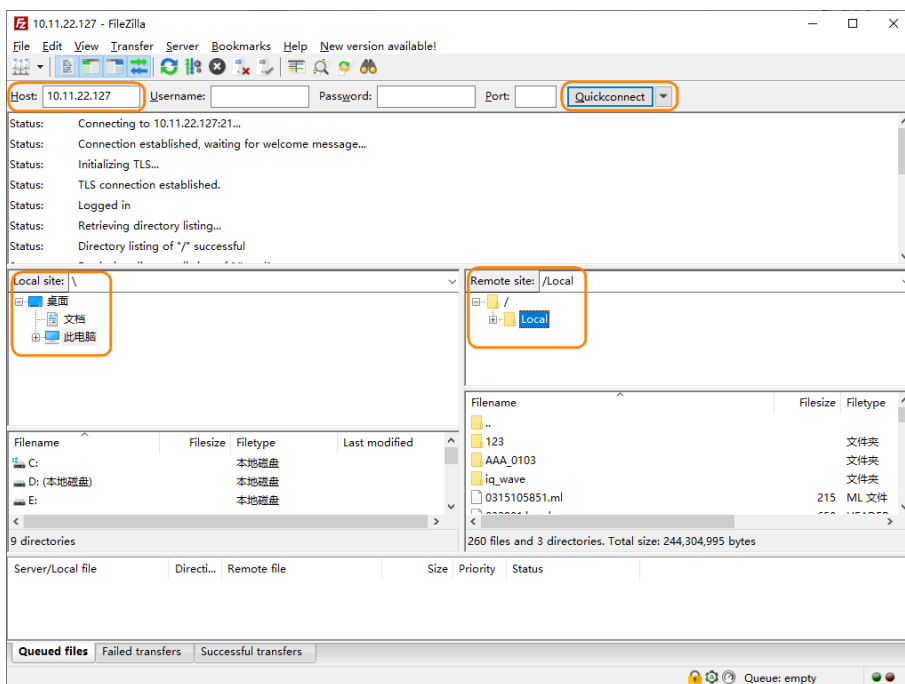 10.11.22.127 - FileZilla
File Edit View Transfer Server Bookmarks Help New version available!
Host: 10.11.22.127 Username: Password: Port: Quickconnect
Status: Connecting to 10.11.22.127:21...
Status: Connection established, waiting for welcome message...
Status: Initializing TLS...
Status: TLS connection established.
Status: Logged in
Status: Retrieving directory listing...
Status: Directory listing of "/" successful
Local site: \
桌面
文档
此电脑
Remote site: /Local
/
Local
Filename Filesize Filetype Last modified
C: 本地磁盘
D: (本地磁盘) 本地磁盘
E: 本地磁盘
9 directories
Filename Filesize Filetype
..
123 文件夹
AAA_0103 文件夹
iq_wave 文件夹
0315105851.ml 215 ML 文件
260 files and 3 directories. Total size: 244,304,995 bytes
Server/Local file Directi... Remote file Size Priority Status
Queued files Failed transfers Successful transfers
Queue: empty